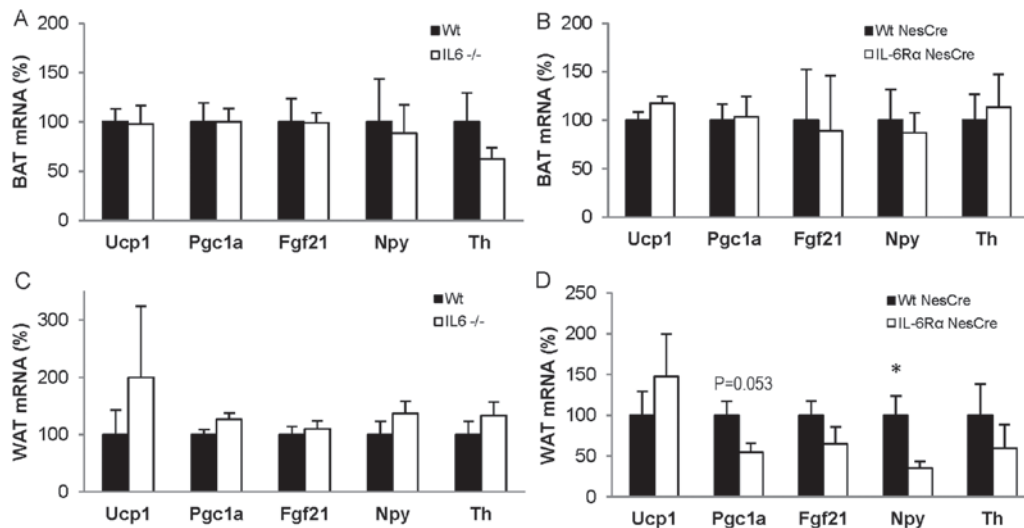 A
BAT mRNA (%)
200
150
100
50
0
Wt
IL6 -/-
Ucp1 Pgc1a Fgf21 Npy Th
B
BAT mRNA (%)
200
150
100
50
0
Wt NesCre
IL-6Rα NesCre
Ucp1 Pgc1a Fgf21 Npy Th
C
WAT mRNA (%)
300
200
100
0
Wt
IL6 -/-
Ucp1 Pgc1a Fgf21 Npy Th
D
WAT mRNA (%)
250
200
150
100
50
0
Wt NesCre
IL-6Rα NesCre
P=0.053
*
Ucp1 Pgc1a Fgf21 Npy Th